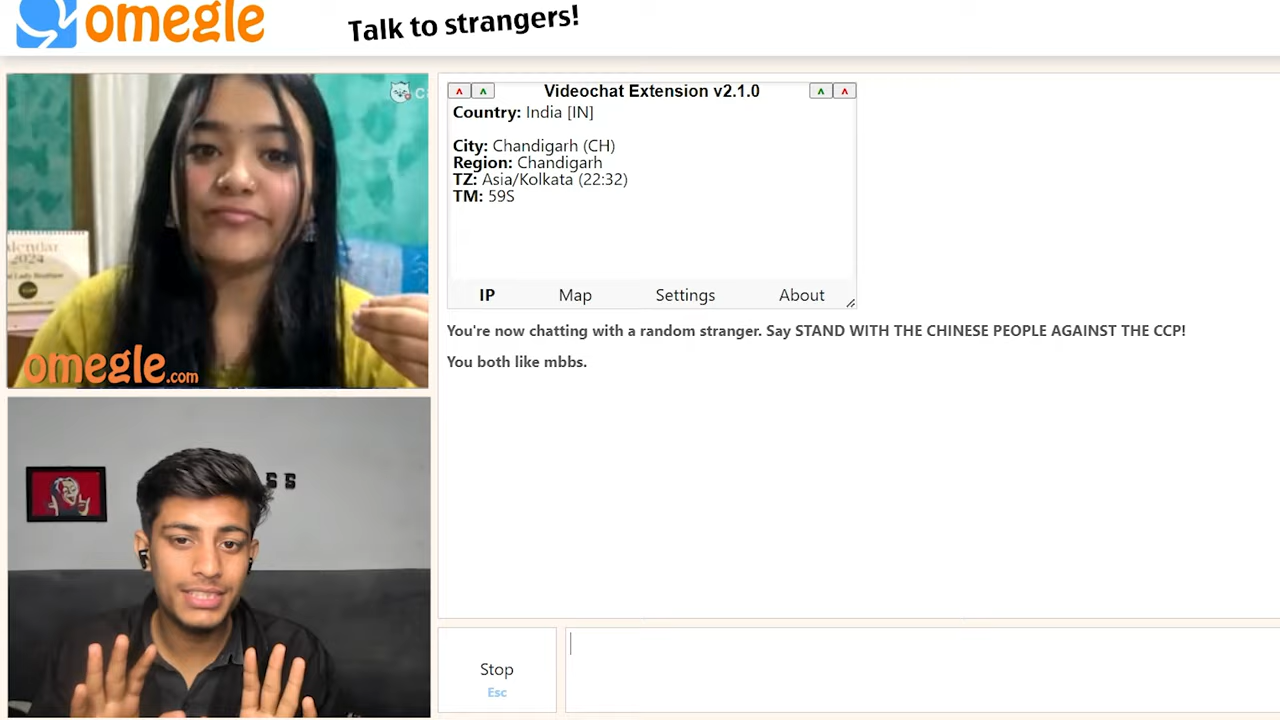 omegle
Talk to strangers!
Videochat Extension v2.1.0
Country: India [IN]
City: Chandigarh (CH)
Region: Chandigarh
TZ: Asia/Kolkata (22:32)
TM: 59S
IP Map Settings About
2024
omegle.com
You're now chatting with a random stranger. Say STAND WITH THE CHINESE PEOPLE AGAINST THE CCP!
You both like mbbs.
Stop
Esc